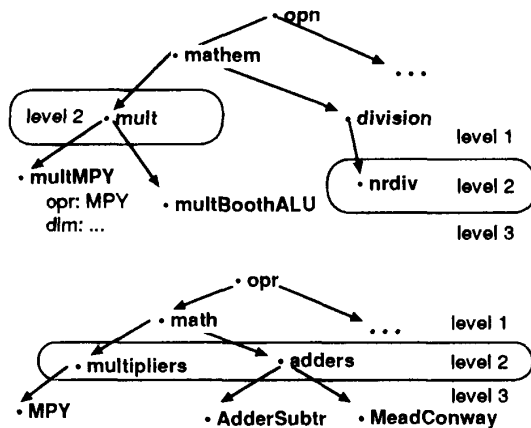 • opn
• mathem
• • •
level 2 • mult
• division
level 1
• multMPY
• nrdiv
level 2
opr: MPY
• multBoothALU
dim: ...
level 3
• opr
• math
• • •
level 1
• multipliers
• adders
level 2
level 3
• MPY
• AdderSubtr
• MeadConway